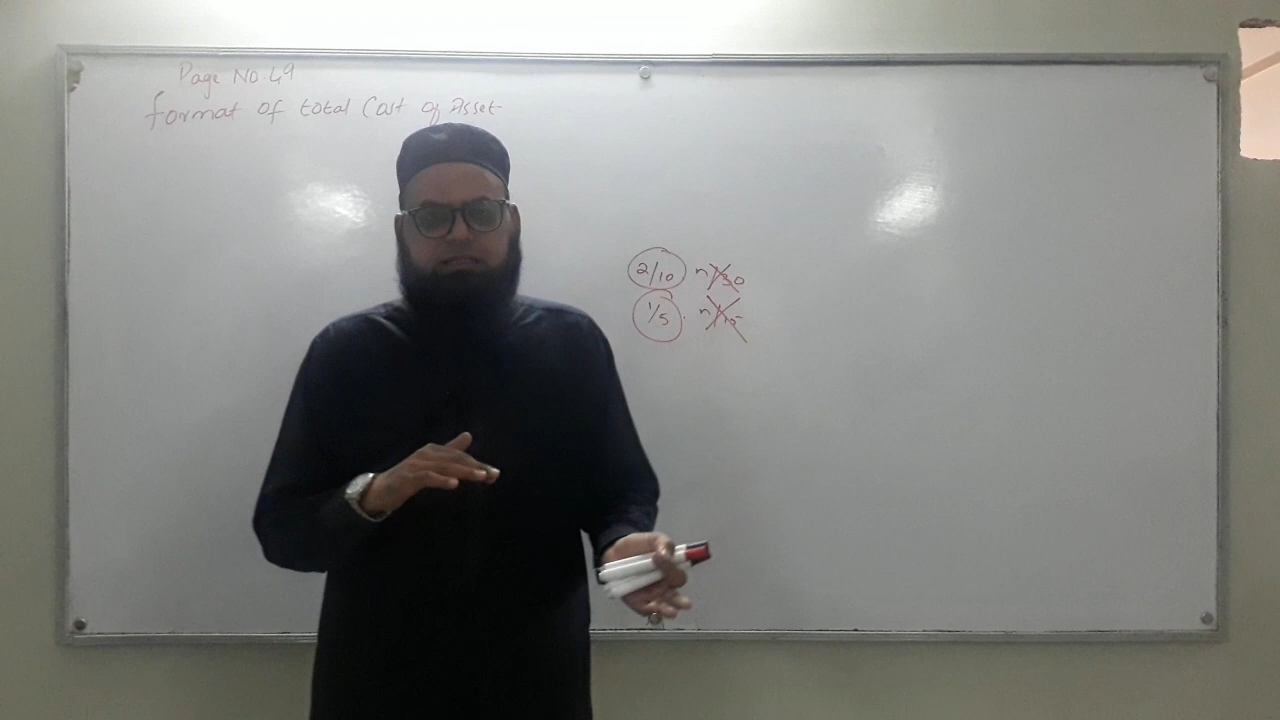 Page NO. 49
format of total Cost of Asset
2/10 n/30
1/5. n/15